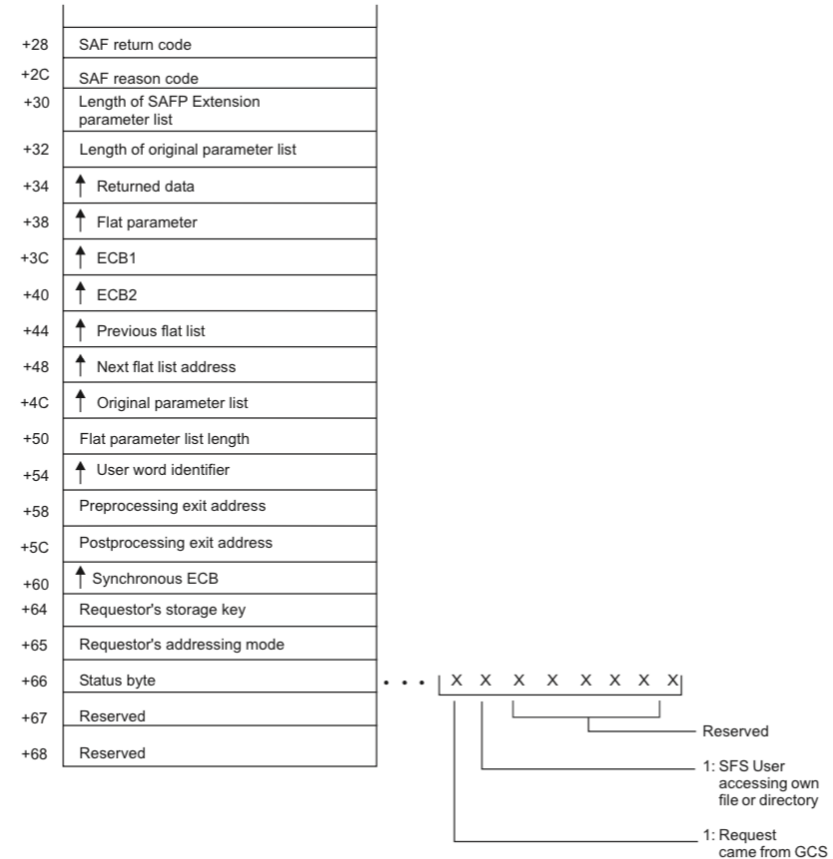 +28 SAF return code
+2C SAF reason code
+30 Length of SAFP Extension
parameter list
+32 Length of original parameter list
+34 Returned data
+38 Flat parameter
+3C ECB1
+40 ECB2
+44 Previous flat list
+48 Next flat list address
+4C Original parameter list
+50 Flat parameter list length
+54 User word identifier
+58 Preprocessing exit address
+5C Postprocessing exit address
+60 Synchronous ECB
+64 Requestor's storage key
+65 Requestor's addressing mode
+66 Status byte . . . X X X X X X X X
+67 Reserved
+68 Reserved
Reserved
1: SFS User
accessing own
file or directory
1: Request
came from GCS